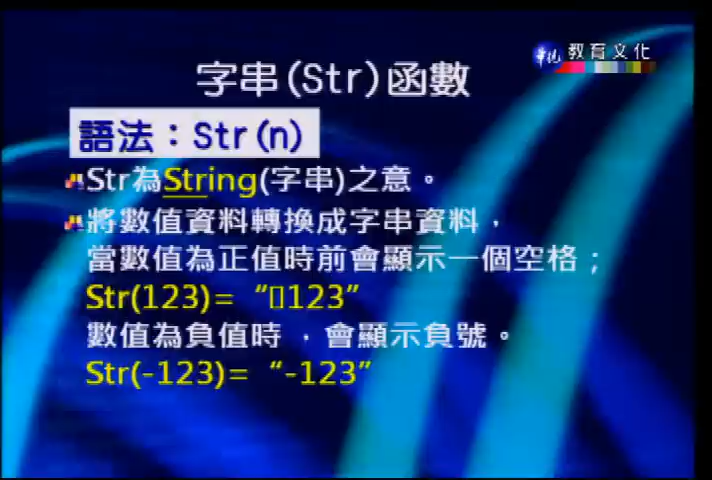 字串(Str)函數
華視 教育文化
語法：Str(n)
Str為String(字串)之意。
將數值資料轉換成字串資料，
當數值為正值時前會顯示一個空格；
Str(123)= “▯123”
數值為負值時，會顯示負號。
Str(-123)= “-123”